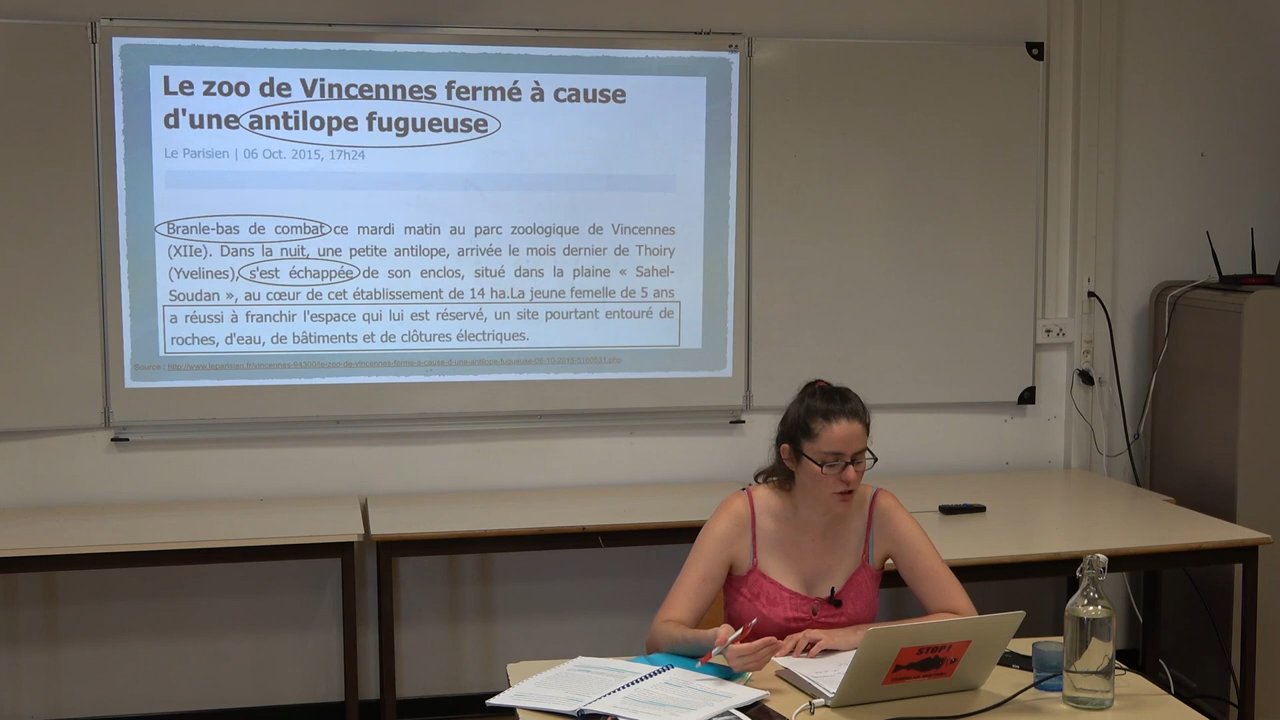 Le zoo de Vincennes fermé à cause
d'une antilope fugueuse
Le Parisien | 06 Oct. 2015, 17h24
Branle-bas de combat ce mardi matin au parc zoologique de Vincennes
(XIIe). Dans la nuit, une petite antilope, arrivée le mois dernier de Thoiry
(Yvelines), s'est échappée de son enclos, situé dans la plaine « Sahel-
Soudan », au cœur de cet établissement de 14 ha.La jeune femelle de 5 ans
a réussi à franchir l'espace qui lui est réservé, un site pourtant entouré de
roches, d'eau, de bâtiments et de clôtures électriques.
Source :
STOP!